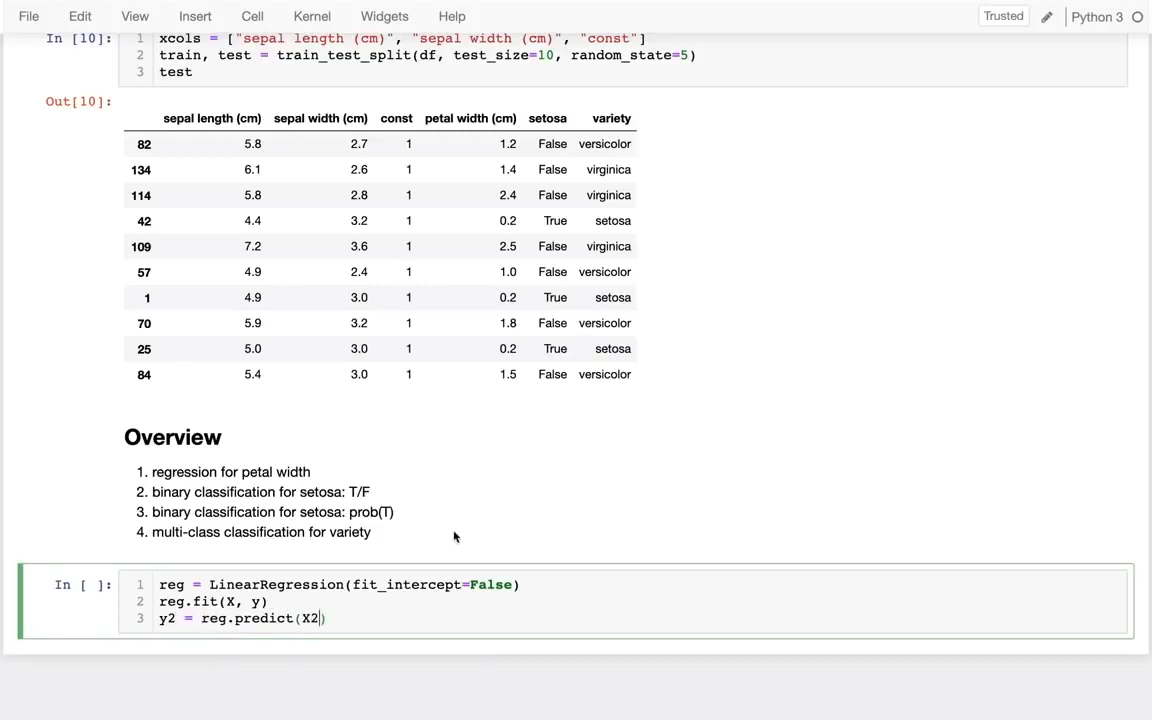 File Edit View Insert Cell Kernel Widgets Help Trusted Python 3
In [10]: 1 xcols = ["sepal length (cm)", "sepal width (cm)", "const"]
2 train, test = train_test_split(df, test_size=10, random_state=5)
3 test
Out[10]:
sepal length (cm) sepal width (cm) const petal width (cm) setosa variety
82 5.8 2.7 1 1.2 False versicolor
134 6.1 2.6 1 1.4 False virginica
114 5.8 2.8 1 2.4 False virginica
42 4.4 3.2 1 0.2 True setosa
109 7.2 3.6 1 2.5 False virginica
57 4.9 2.4 1 1.0 False versicolor
1 4.9 3.0 1 0.2 True setosa
70 5.9 3.2 1 1.8 False versicolor
25 5.0 3.0 1 0.2 True setosa
84 5.4 3.0 1 1.5 False versicolor
Overview
1. regression for petal width
2. binary classification for setosa: T/F
3. binary classification for setosa: prob(T)
4. multi-class classification for variety
In [ ]: 1 reg = LinearRegression(fit_intercept=False)
2 reg.fit(X, y)
3 y2 = reg.predict(X2)